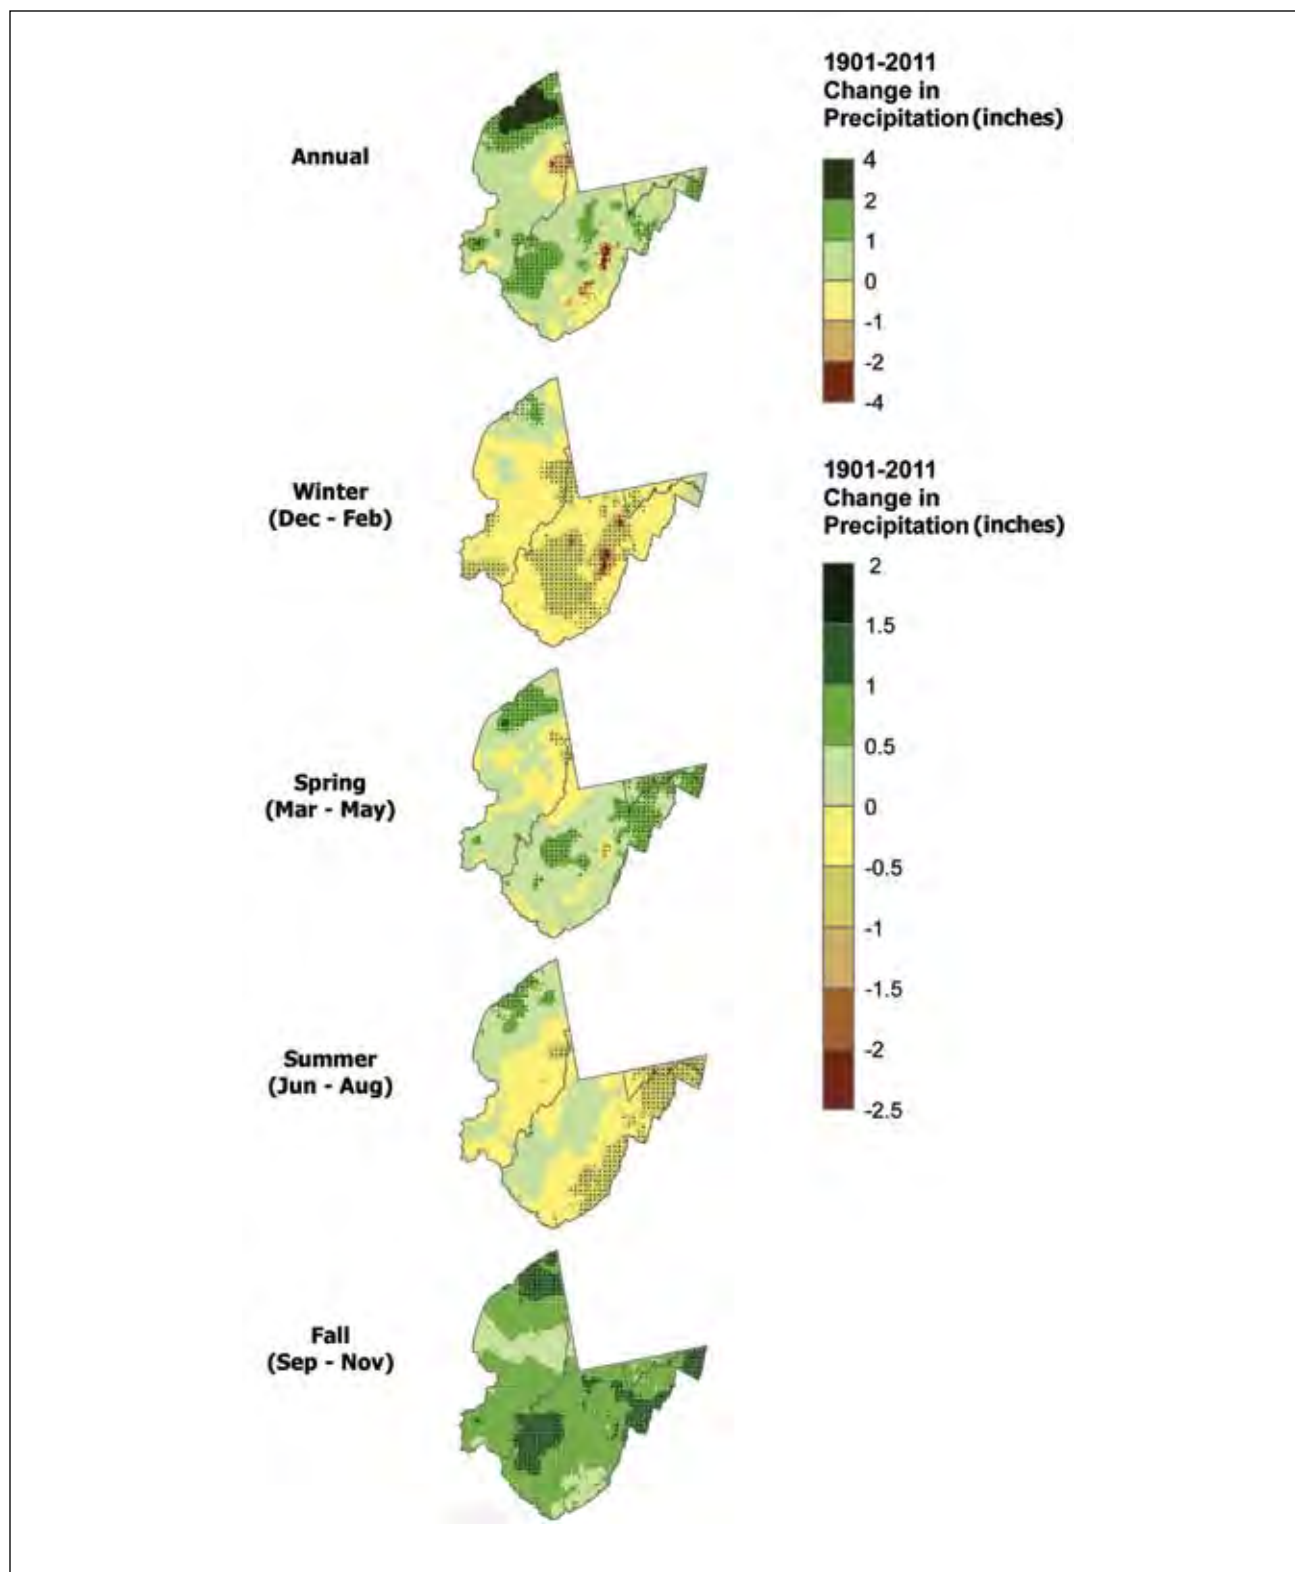 1901-2011
Change in
Precipitation (inches)
Annual
4
2
1
0
-1
-2
-4
1901-2011
Change in
Precipitation (inches)
Winter
(Dec - Feb)
2
1.5
1
0.5
0
-0.5
-1
-1.5
-2
-2.5
Spring
(Mar - May)
Summer
(Jun - Aug)
Fall
(Sep - Nov)